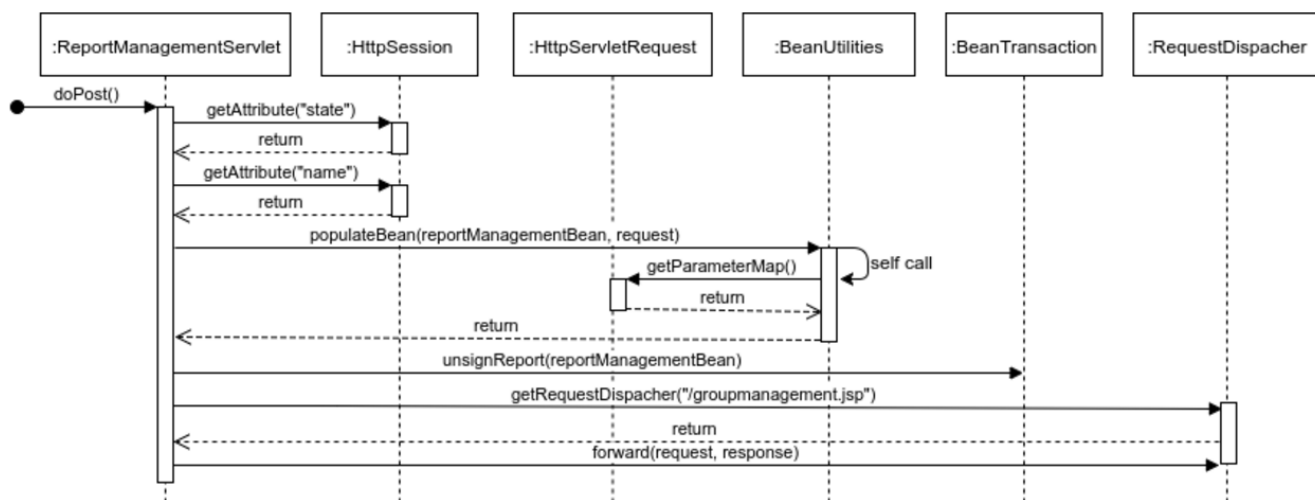 :ReportManagementServlet
:HttpSession
:HttpServletRequest
:BeanUtilities
:BeanTransaction
:RequestDispacher
doPost()
getAttribute("state")
return
getAttribute("name")
return
populateBean(reportManagementBean, request)
self call
getParameterMap()
return
return
unsignReport(reportManagementBean)
getRequestDispacher("/groupmanagement.jsp")
return
forward(request, response)